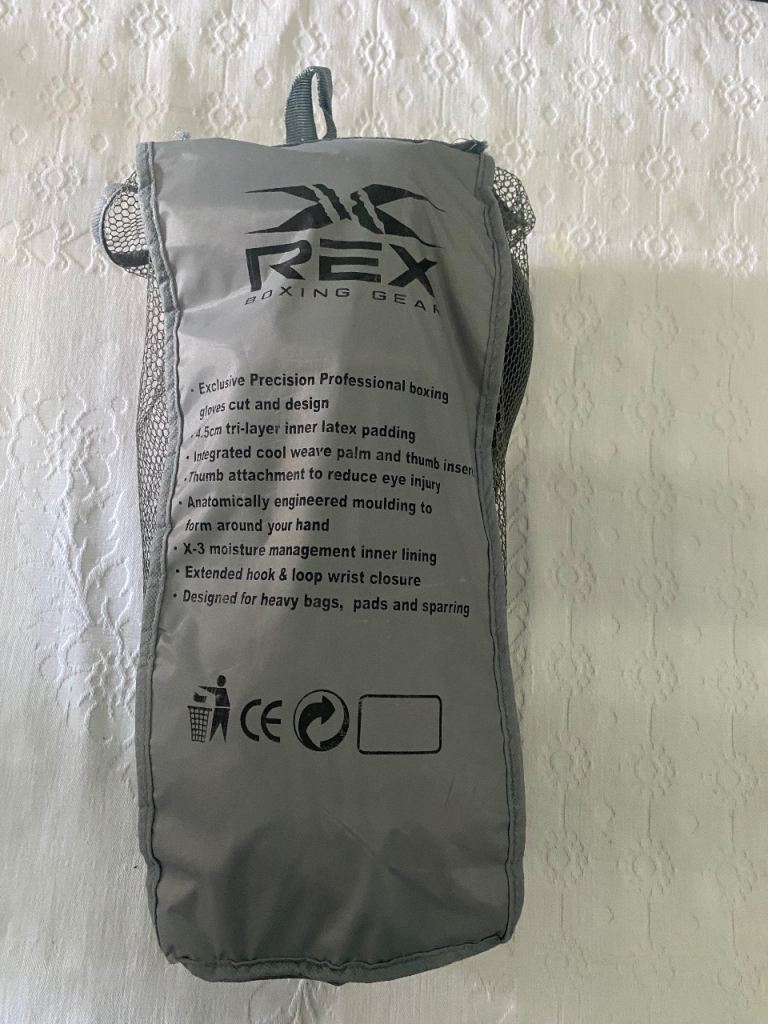 REX
BOXING GEAR
· Exclusive Precision Professional boxing
gloves cut and design
· 4.5cm tri-layer inner latex padding
· Integrated cool weave palm and thumb insert
· Thumb attachment to reduce eye injury
· Anatomically engineered moulding to
form around your hand
· X-3 moisture management inner lining
· Extended hook & loop wrist closure
· Designed for heavy bags, pads and sparring
CE